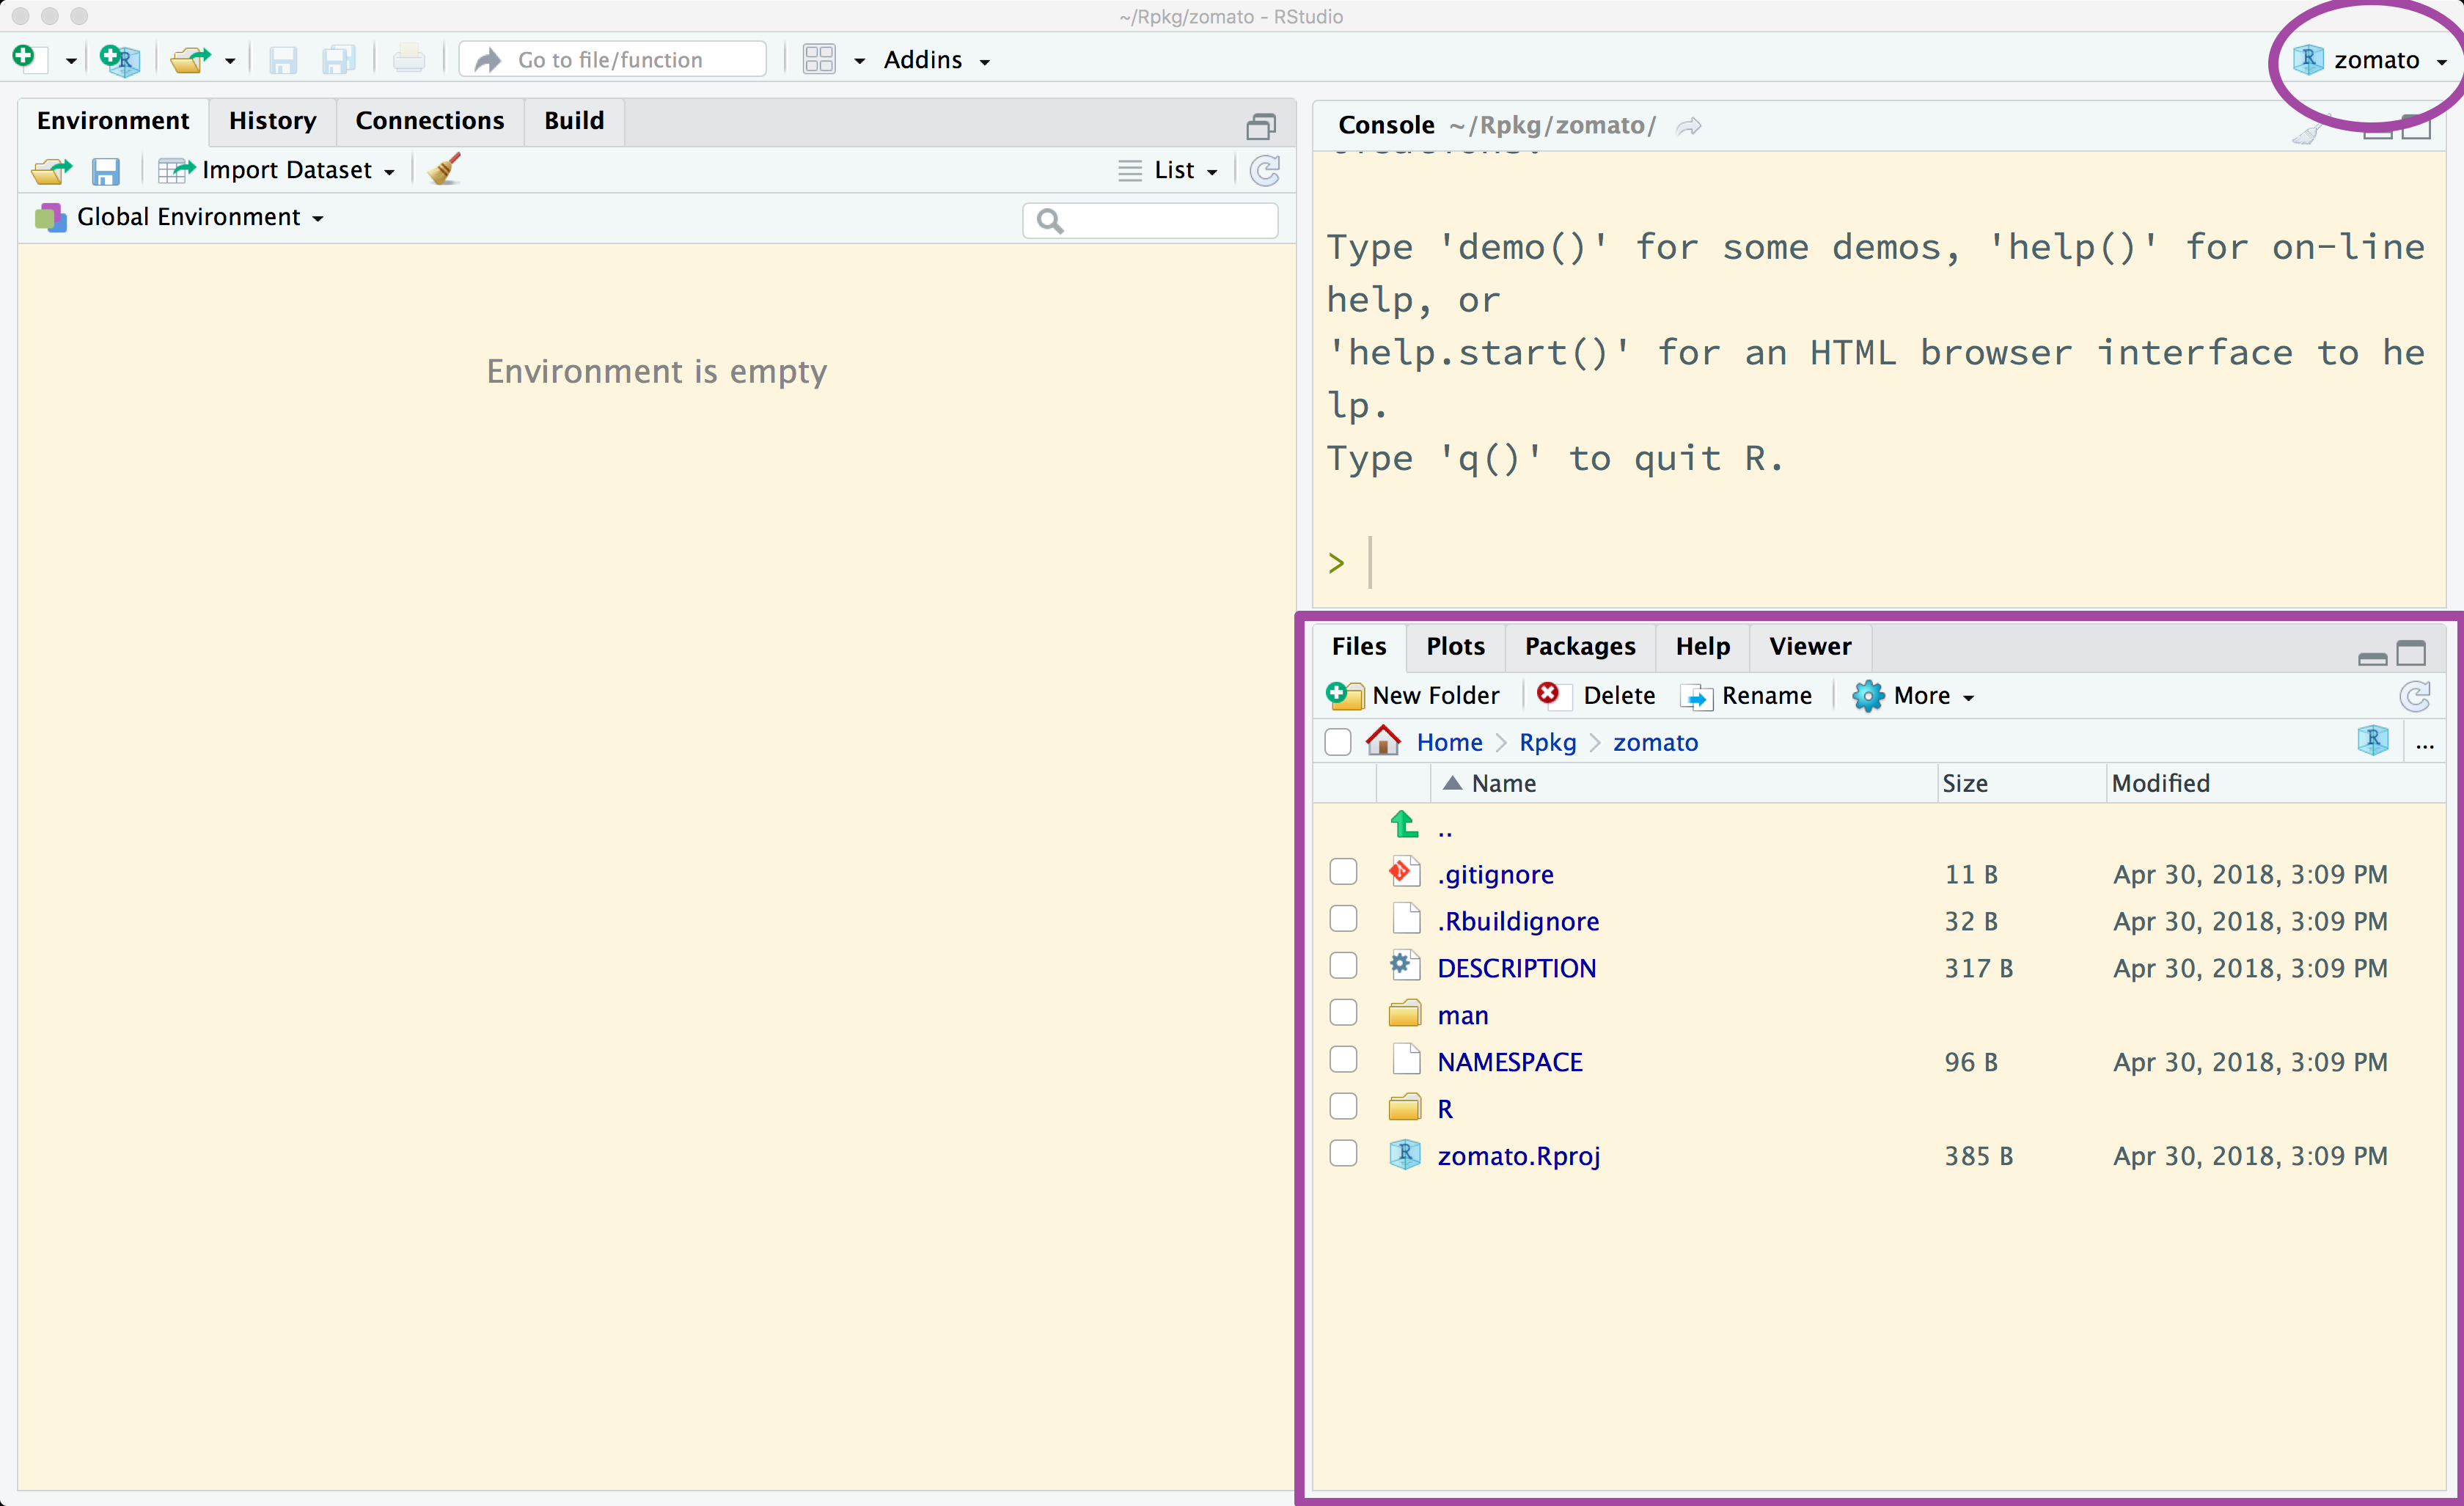 ~/Rpkg/zomato - RStudio
Go to file/function
Addins
zomato
Environment
History
Connections
Build
Import Dataset
List
Global Environment
Environment is empty
Console ~/Rpkg/zomato/
Type 'demo()' for some demos, 'help()' for on-line
help, or
'help.start()' for an HTML browser interface to he
lp.
Type 'q()' to quit R.
>
Files
Plots
Packages
Help
Viewer
New Folder
Delete
Rename
More
Home
Rpkg
zomato
...
Name
Size
Modified
..
.gitignore 11 B Apr 30, 2018, 3:09 PM
.Rbuildignore 32 B Apr 30, 2018, 3:09 PM
DESCRIPTION 317 B Apr 30, 2018, 3:09 PM
man
NAMESPACE 96 B Apr 30, 2018, 3:09 PM
R
zomato.Rproj 385 B Apr 30, 2018, 3:09 PM